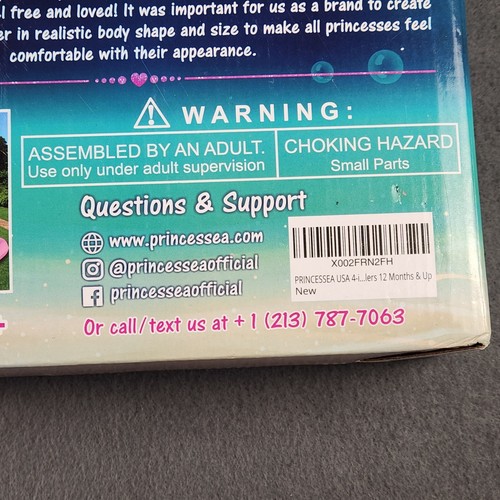 l free and loved! It was important for us as a brand to create
er in realistic body shape and size to make all princesses feel
comfortable with their appearance.
WARNING:
ASSEMBLED BY AN ADULT.
Use only under adult supervision
CHOKING HAZARD
Small Parts
Questions & Support
www.princessea.com
@princesseaofficial
princesseaofficial
X002FRN2FH
PRINCESSEA USA 4-i...lers 12 Months & Up
New
Or call/text us at + 1 (213) 787-7063